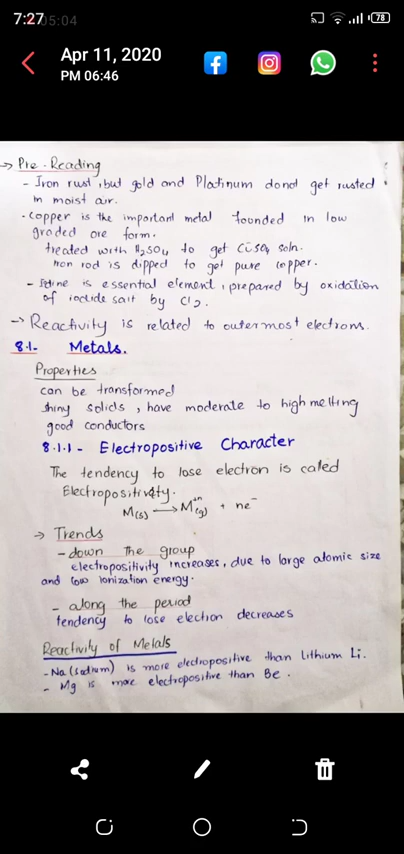 7:27
05:04
78
Apr 11, 2020
PM 06:46
→ Pre-Reading
- Iron rust, but gold and Platinum donot get rusted
in moist air.
- Copper is the important metal founded in low
graded ore form.
treated with H2SO4 to get CuSO4 soln.
Iron rod is dipped to get pure copper.
- Iodine is essential element, prepared by oxidation
of iodide salt by Cl2.
→ Reactivity is related to outermost electrons.
8.1- Metals.
Properties
can be transformed
shiny solids, have moderate to high melting
good conductors
8.1.1- Electropositive Character
The tendency to lose electron is called
Electropositivity.
M(s) → M+n(g) + ne-
→ Trends
- down The group
electropositivity increases, due to large atomic size
and low ionization energy.
- along the period
tendency to lose election decreases
Reactivity of Metals
- Na (sodium) is more electropositive than Lithium Li.
- Mg is more electropositive than Be.